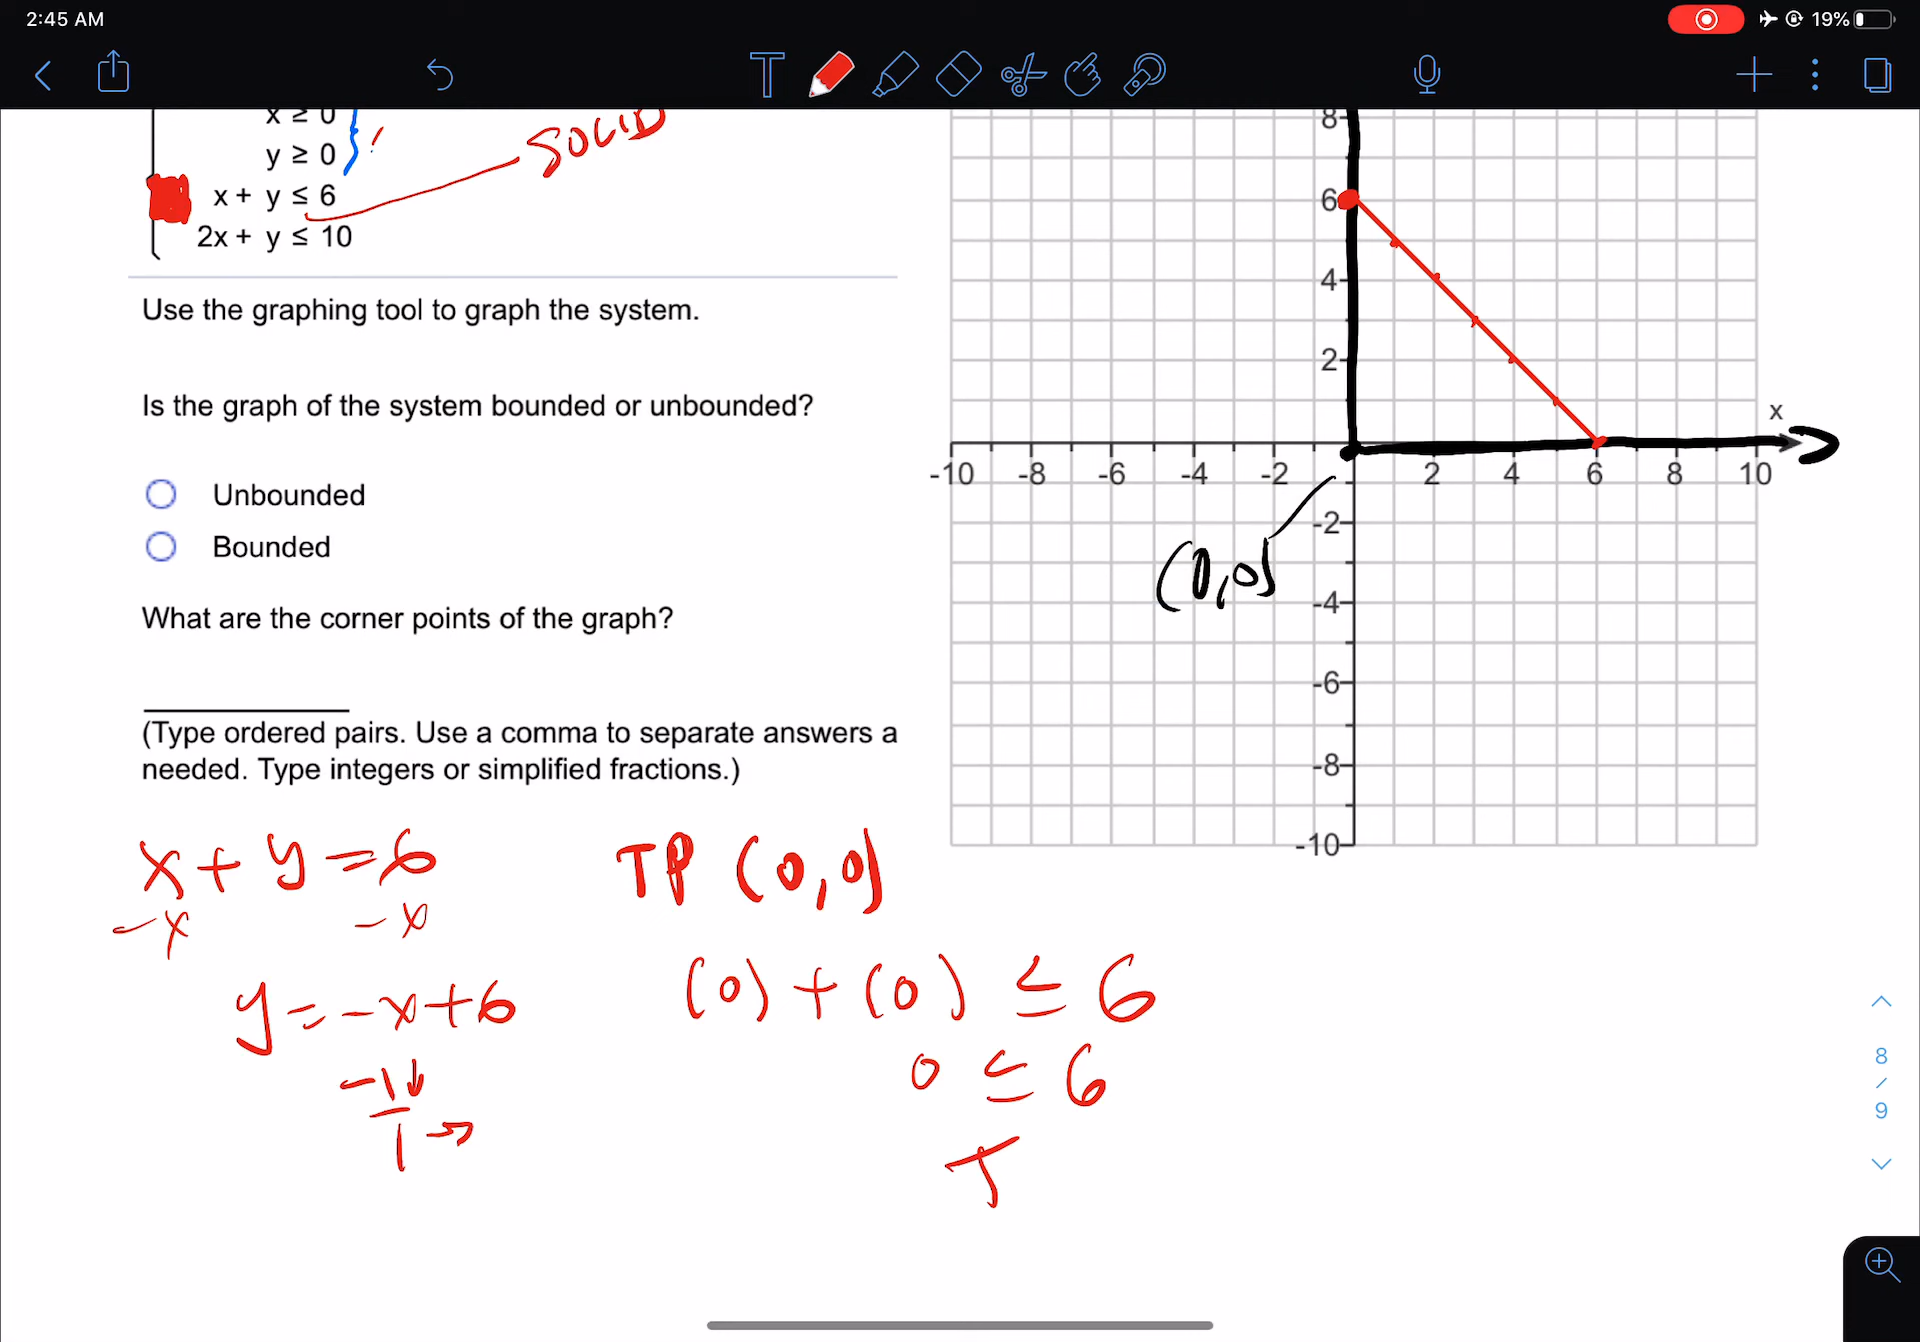 2:45 AM
19%
T
x ≥ 0
y ≥ 0
x + y ≤ 6
2x + y ≤ 10
SOLID
Use the graphing tool to graph the system.
Is the graph of the system bounded or unbounded?
Unbounded
Bounded
What are the corner points of the graph?
(Type ordered pairs. Use a comma to separate answers a
needed. Type integers or simplified fractions.)
8
6
4
2
x
-10 -8 -6 -4 -2 2 4 6 8 10
-2
(0,0)
-4
-6
-8
-10
x + y = 6
-x -x
y = -x + 6
-1↓
1→
TP (0,0)
(0) + (0) ≤ 6
0 ≤ 6
T
8
/
9